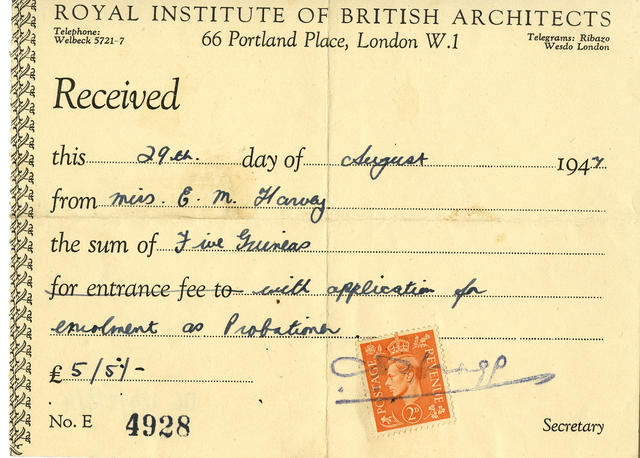 ROYAL INSTITUTE OF BRITISH ARCHITECTS
Telephone: Welbeck 5721-7
66 Portland Place, London W.1
Telegrams: Ribazo Wesdo London
Received
this 29th. day of August 1947
from Miss. E. M. Harvey
the sum of Five Guineas
for entrance fee to with application for
enrolment as Probationer
£ 5/5/-
POSTAGE REVENUE
2D
No. E 4928
Secretary